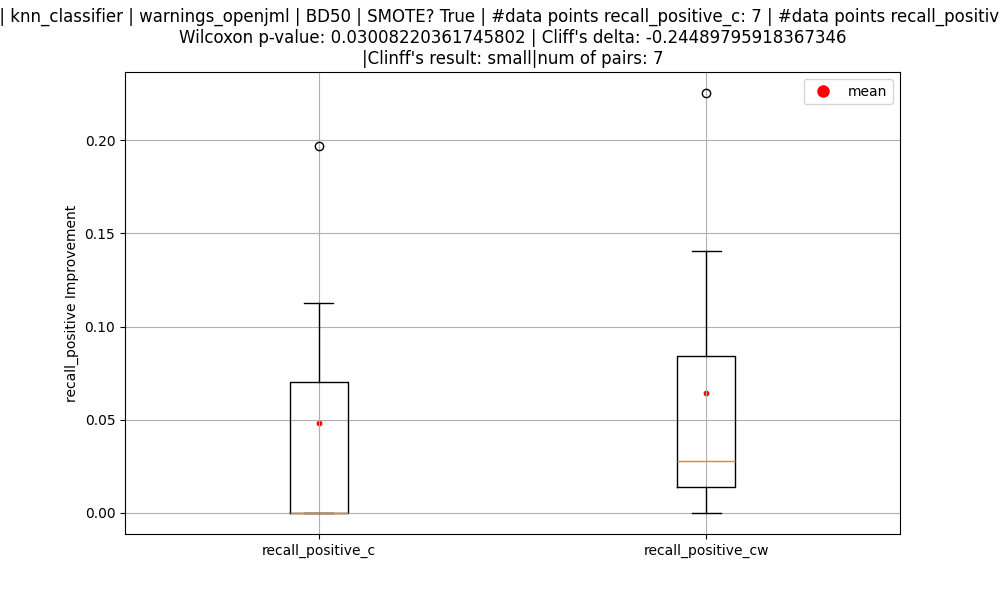 | knn_classifier | warnings_openjml | BD50 | SMOTE? True | #data points recall_positive_c: 7 | #data points recall_positiv
Wilcoxon p-value: 0.03008220361745802 | Cliff's delta: -0.24489795918367346
|Clinff's result: small|num of pairs: 7
mean
0.20
0.15
0.10
0.05
0.00
recall_positive Improvement
recall_positive_c
recall_positive_cw